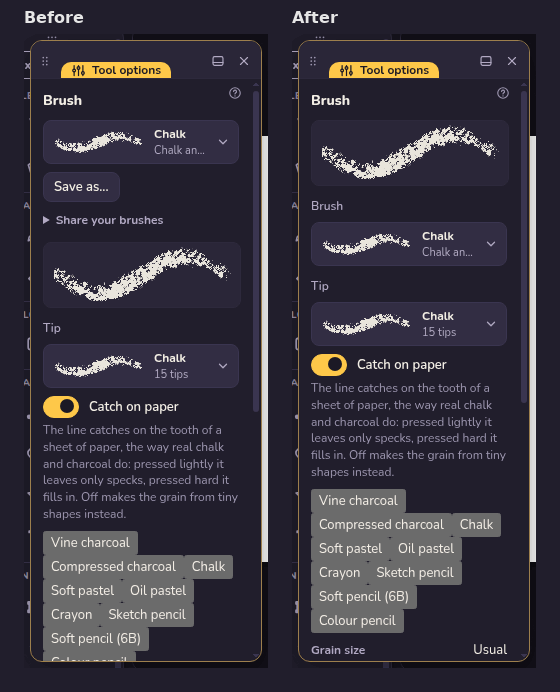 Before
Tool options
Brush
Chalk
Chalk an...
Save as...
Share your brushes
Tip
Chalk
15 tips
Catch on paper
The line catches on the tooth of a
sheet of paper, the way real chalk
and charcoal do: pressed lightly it
leaves only specks, pressed hard it
fills in. Off makes the grain from tiny
shapes instead.
Vine charcoal
Compressed charcoal Chalk
Soft pastel Oil pastel
Crayon Sketch pencil
Soft pencil (6B)
Colour pencil
After
Tool options
Brush
Brush
Chalk
Chalk an...
Tip
Chalk
15 tips
Catch on paper
The line catches on the tooth of a
sheet of paper, the way real chalk
and charcoal do: pressed lightly it
leaves only specks, pressed hard it
fills in. Off makes the grain from tiny
shapes instead.
Vine charcoal
Compressed charcoal Chalk
Soft pastel Oil pastel
Crayon Sketch pencil
Soft pencil (6B)
Colour pencil
Grain size Usual